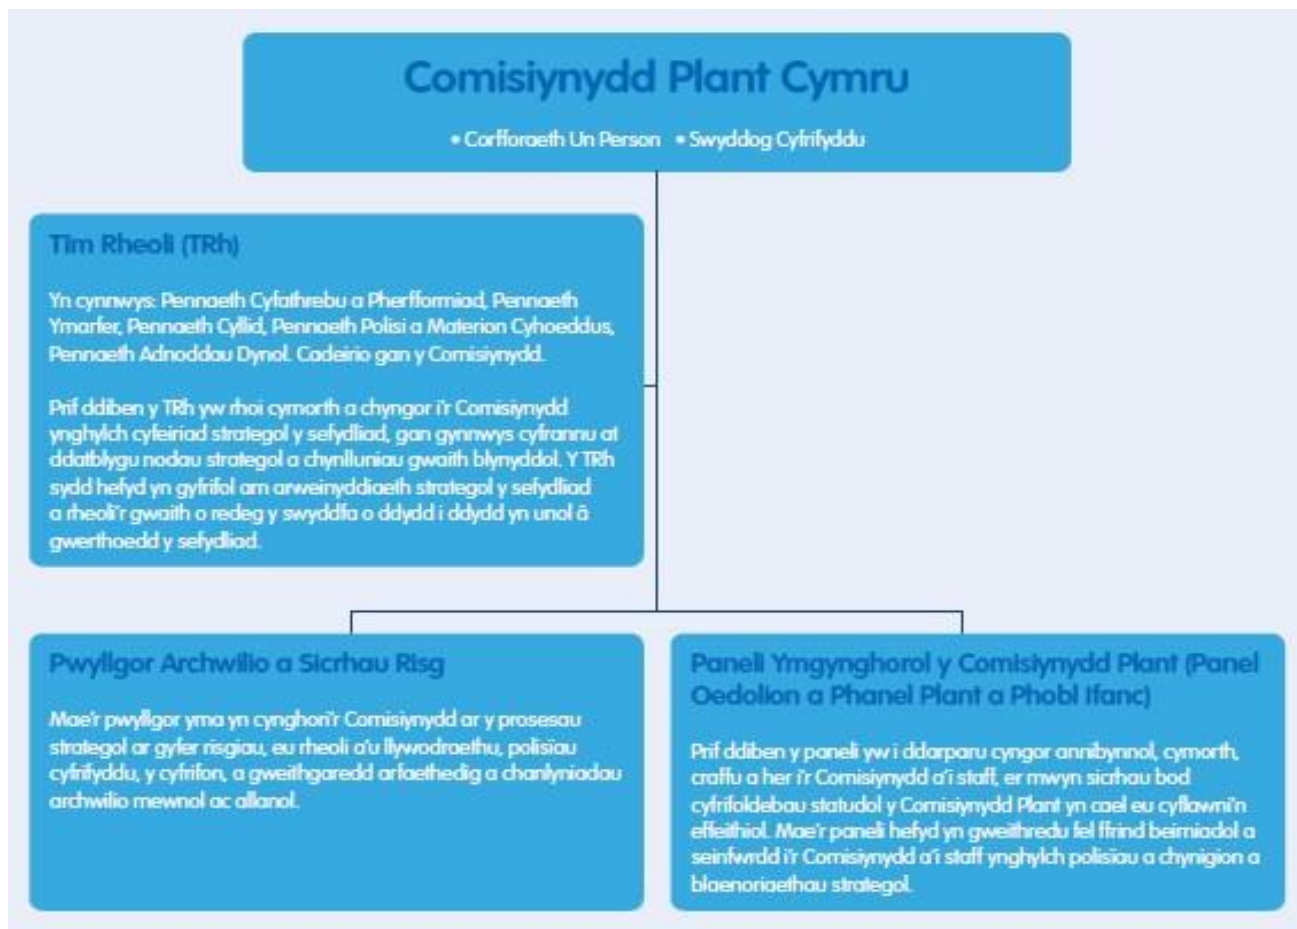 Comisiynydd Plant Cymru
• Corfforaeth Un Person • Swyddog Cyfrifyddu
Tîm Rheoli (TRh)
Yn cynnwys: Pennaeth Cyfathrebu a Pherfformiad, Pennaeth
Ymarfer, Pennaeth Cyllid, Pennaeth Polisi a Materion Cyhoeddus,
Pennaeth Adnoddau Dynol. Cadeirio gan y Comisiynydd.
Prif ddiben y TRh yw rhoi cymorth a chyngor i'r Comisiynydd
ynghylch cyfeiriad strategol y sefydliad, gan gynnwys cyfrannu at
ddatblygu nodau strategol a chynlluniau gwaith blynyddol. Y TRh
sydd hefyd yn gyfrifol am arweinyddiaeth strategol y sefydliad
a rheoli'r gwaith o redeg y swyddfa o ddydd i ddydd yn unol â
gwerthoedd y sefydliad.
Pwyllgor Archwilio a Sicrhau Risg
Mae'r pwyllgor yma yn cynghori'r Comisiynydd ar y prosesau
strategol ar gyfer risgiau, eu rheoli a'u llywodraethu, polisïau
cyfrifyddu, y cyfrifon, a gweithgaredd arfaethedig a chanlyniadau
archwilio mewnol ac allanol.
Paneli Ymgynghorol y Comisiynydd Plant (Panel
Oedolion a Phanel Plant a Phobl Ifanc)
Prif ddiben y paneli yw i ddarparu cyngor annibynnol, cymorth,
craffu a her i'r Comisiynydd a'i staff, er mwyn sicrhau bod
cyfrifoldebau statudol y Comisiynydd Plant yn cael eu cyflawni'n
effeithiol. Mae'r paneli hefyd yn gweithredu fel ffrind beirniadol a
seinfwrdd i'r Comisiynydd a'i staff ynghylch polisïau a chynigion a
blaenoriaethau strategol.